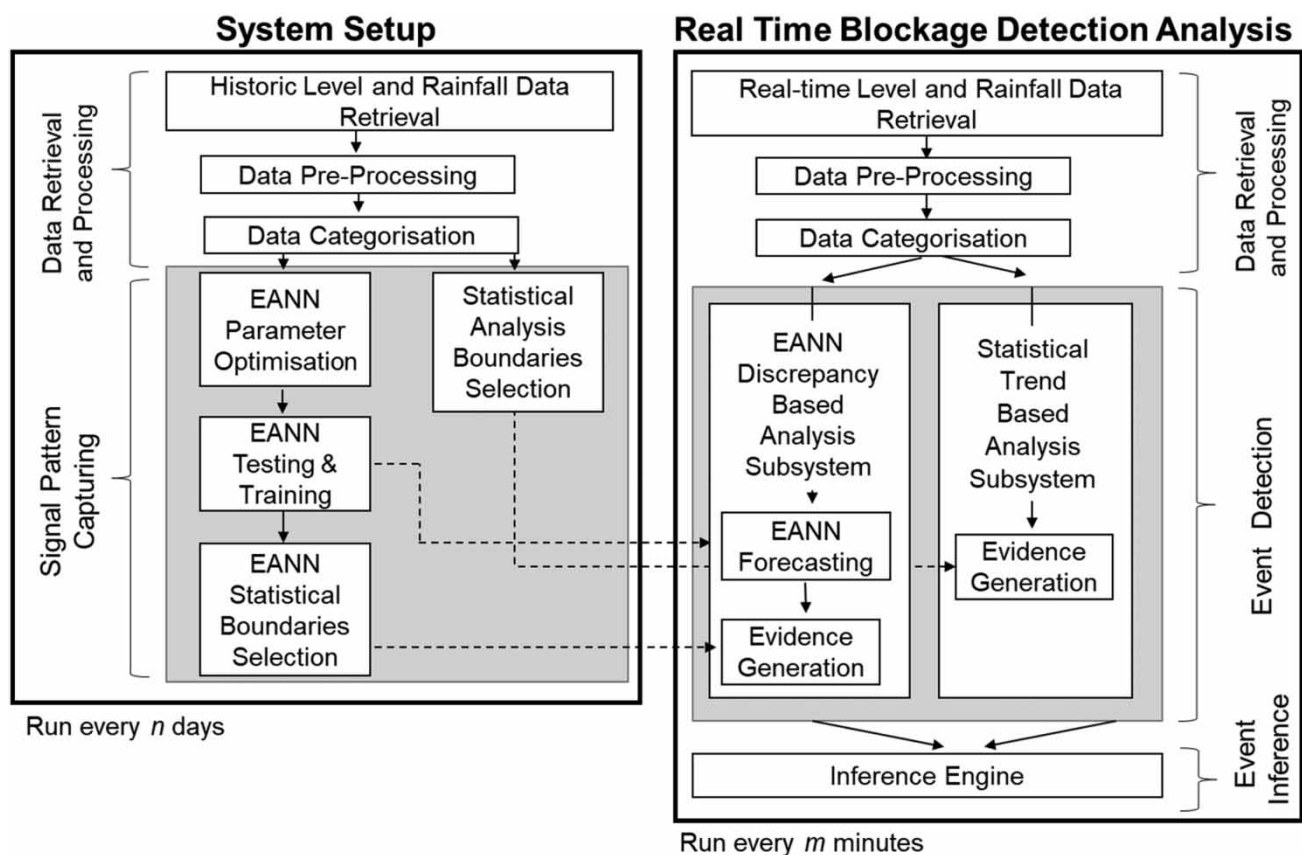 System Setup
Data Retrieval
and Processing
Historic Level and Rainfall Data
Retrieval
Data Pre-Processing
Data Categorisation
Signal Pattern
Capturing
EANN
Parameter
Optimisation
Statistical
Analysis
Boundaries
Selection
EANN
Testing &
Training
EANN
Statistical
Boundaries
Selection
Run every n days
Real Time Blockage Detection Analysis
Real-time Level and Rainfall Data
Retrieval
Data Pre-Processing
Data Categorisation
Data Retrieval
and Processing
EANN
Discrepancy
Based
Analysis
Subsystem
EANN
Forecasting
Evidence
Generation
Statistical
Trend
Based
Analysis
Subsystem
Evidence
Generation
Event Detection
Inference Engine
Event
Inference
Run every m minutes